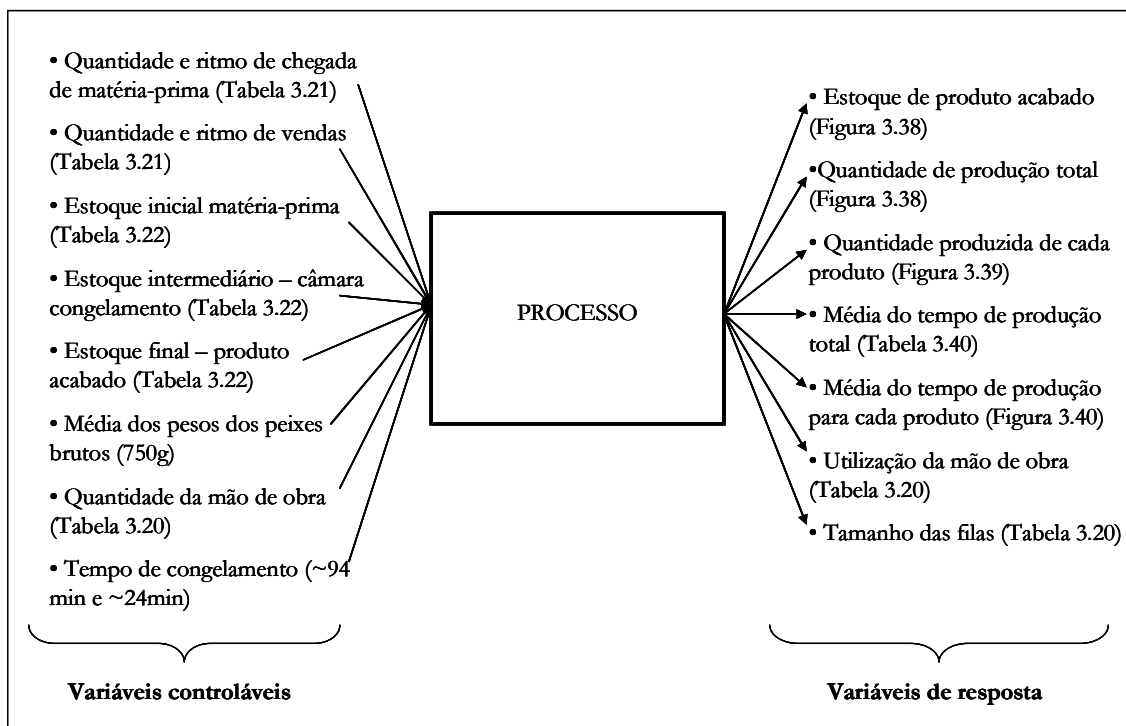 • Quantidade e ritmo de chegada
de matéria-prima (Tabela 3.21)
• Quantidade e ritmo de vendas
(Tabela 3.21)
• Estoque inicial matéria-prima
(Tabela 3.22)
• Estoque intermediário – câmara
congelamento (Tabela 3.22)
• Estoque final – produto
acabado (Tabela 3.22)
• Média dos pesos dos peixes
brutos (750g)
• Quantidade da mão de obra
(Tabela 3.20)
• Tempo de congelamento (~94
min e ~24min)
Variáveis controláveis
PROCESSO
• Estoque de produto acabado
(Figura 3.38)
•Quantidade de produção total
(Figura 3.38)
• Quantidade produzida de cada
produto (Figura 3.39)
• Média do tempo de produção
total (Tabela 3.40)
• Média do tempo de produção
para cada produto (Figura 3.40)
• Utilização da mão de obra
(Tabela 3.20)
• Tamanho das filas (Tabela 3.20)
Variáveis de resposta